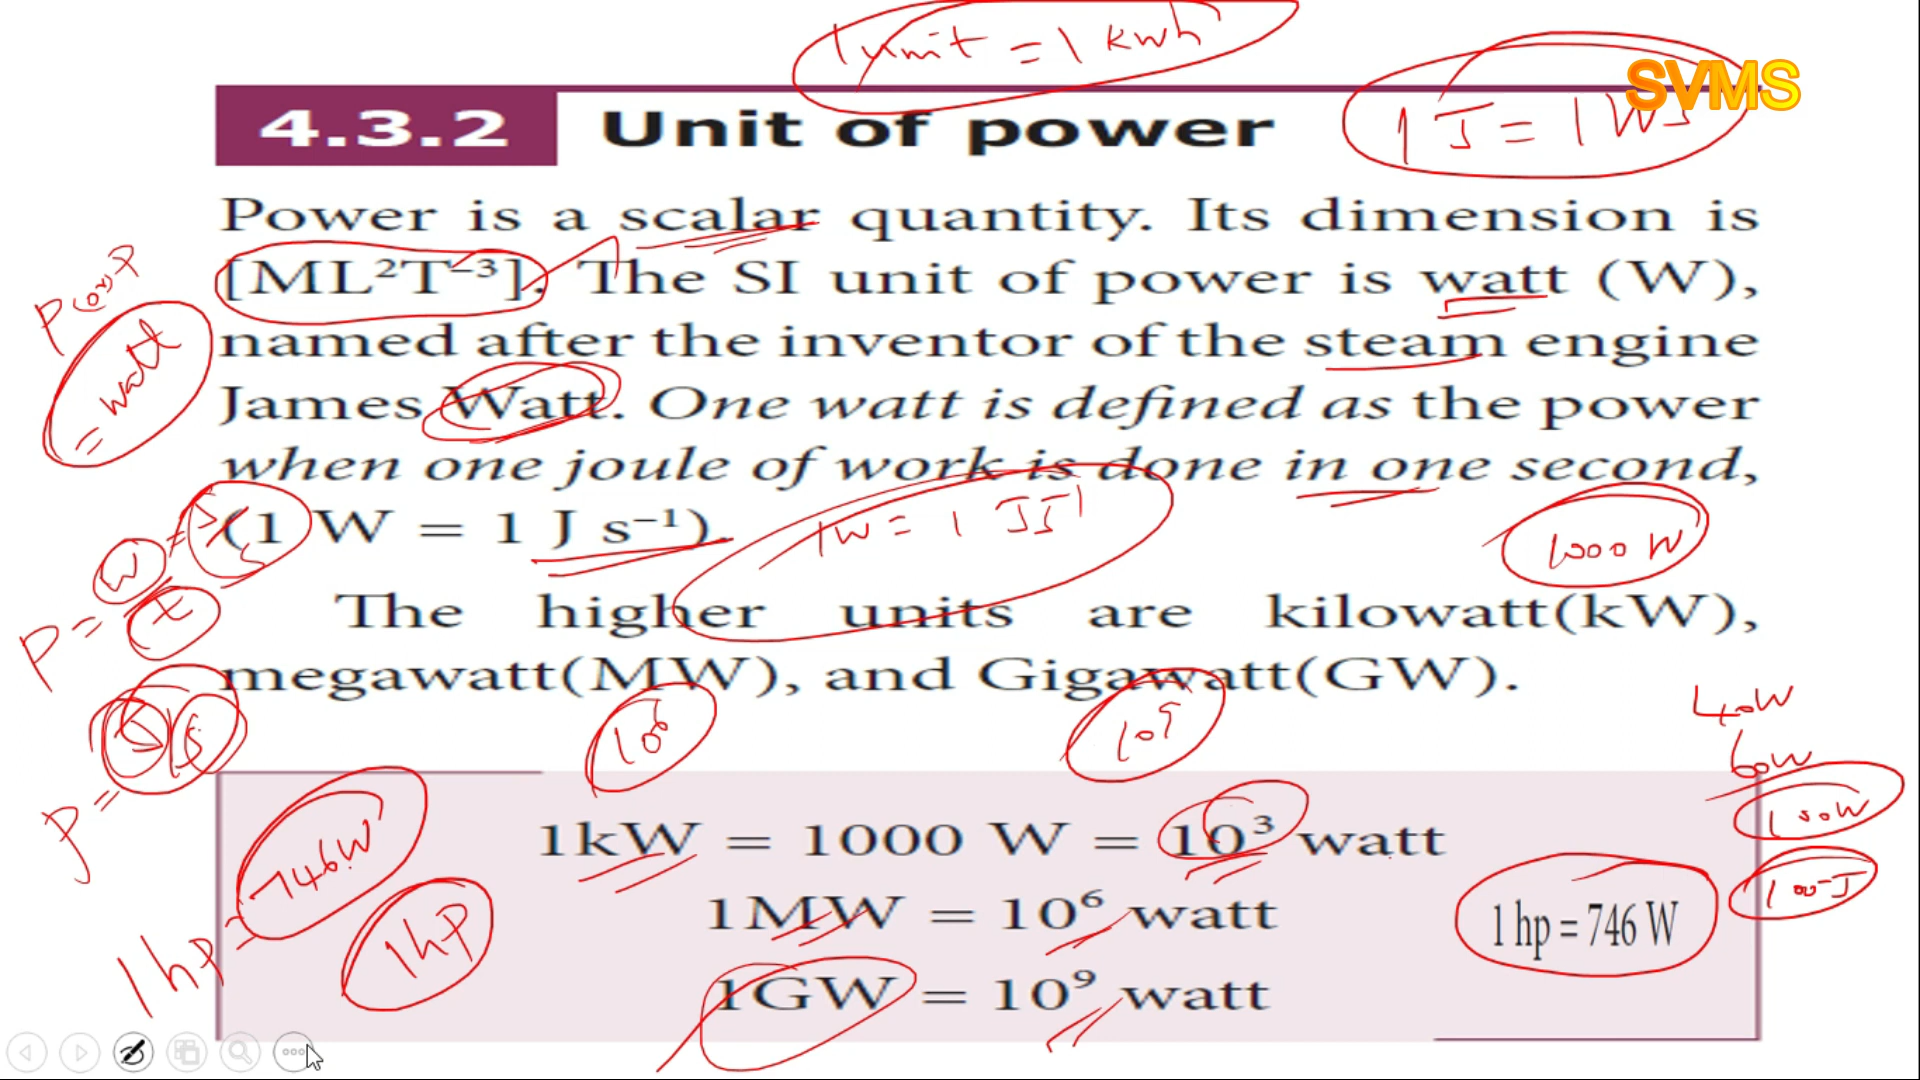 1 unit = 1 kwh
SVMS
1 J = 1 WS
4.3.2 Unit of power
Power is a scalar quantity. Its dimension is
[ML²T⁻³]. The SI unit of power is watt (W),
named after the inventor of the steam engine
James Watt. One watt is defined as the power
when one joule of work is done in one second,
(1 W = 1 J s⁻¹).
The higher units are kilowatt(kW),
megawatt(MW), and Gigawatt(GW).
P (or) P
= watt
1W = 1 JS⁻¹
1000 W
P = W/t = J/S
P = J/S
10⁶
10⁹
40W
60W
100W
100-J
1kW = 1000 W = 10³ watt
1MW = 10⁶ watt
1GW = 10⁹ watt
1 hp = 746 W
1hp = 746W
1hp